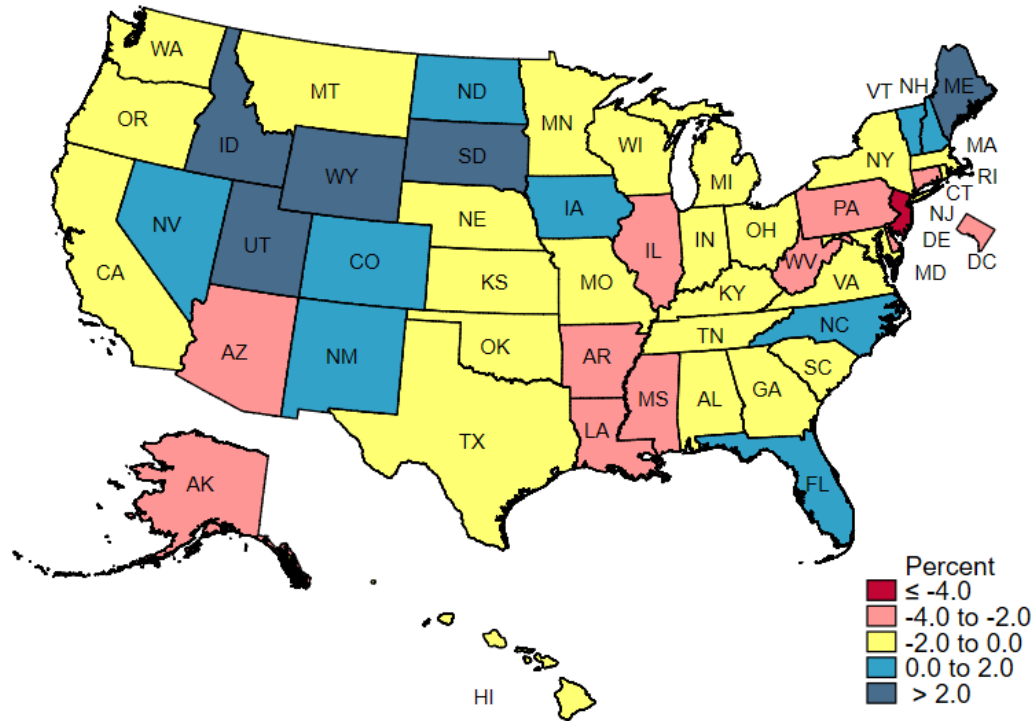 WA
MT
ND
VT
NH
ME
OR
MN
ID
SD
WI
MA
WY
NY
MI
RI
CT
IA
PA
NE
NJ
NV
OH
IL
IN
DE
UT
CO
DC
WV
MD
CA
KS
MO
VA
KY
NC
TN
OK
AZ
NM
AR
SC
MS
AL
GA
LA
TX
AK
FL
HI
Percent
≤ -4.0
-4.0 to -2.0
-2.0 to 0.0
0.0 to 2.0
> 2.0